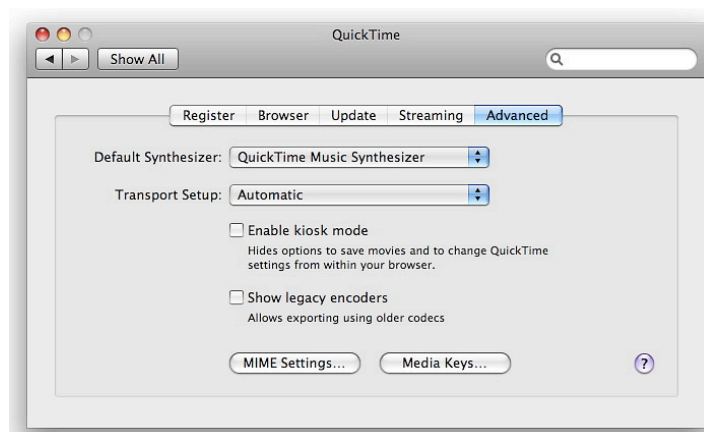 QuickTime
Show All
Register Browser Update Streaming Advanced
Default Synthesizer: QuickTime Music Synthesizer
Transport Setup: Automatic
Enable kiosk mode
Hides options to save movies and to change QuickTime
settings from within your browser.
Show legacy encoders
Allows exporting using older codecs
MIME Settings... Media Keys... ?